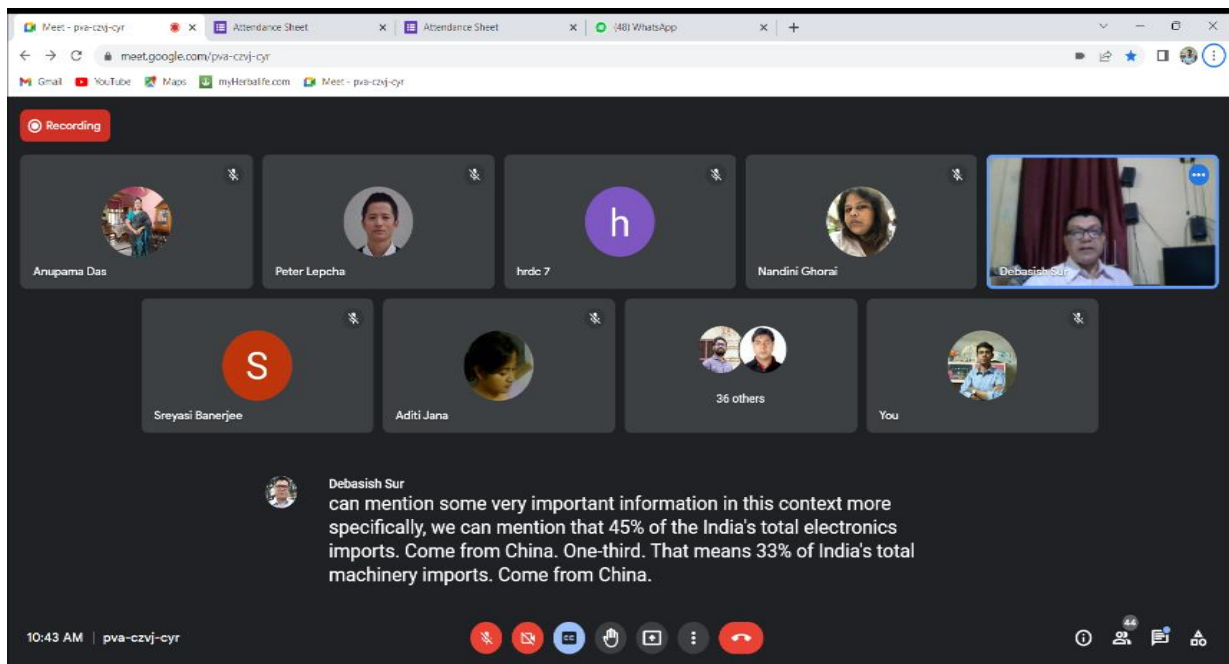 Meet - pva-czvj-cyr
Attendance Sheet
Attendance Sheet
(48) WhatsApp
meet.google.com/pva-czvj-cyr
Gmail
YouTube
Maps
myHerbalife.com
Meet - pva-czvj-cyr
Recording
Anupama Das
Peter Lepcha
h
hrdc 7
Nandini Ghorai
Debasish Sur
S
Sreyasi Banerjee
Aditi Jana
36 others
You
Debasish Sur
can mention some very important information in this context more
specifically, we can mention that 45% of the India's total electronics
imports. Come from China. One-third. That means 33% of India's total
machinery imports. Come from China.
10:43 AM | pva-czvj-cyr
CC
44